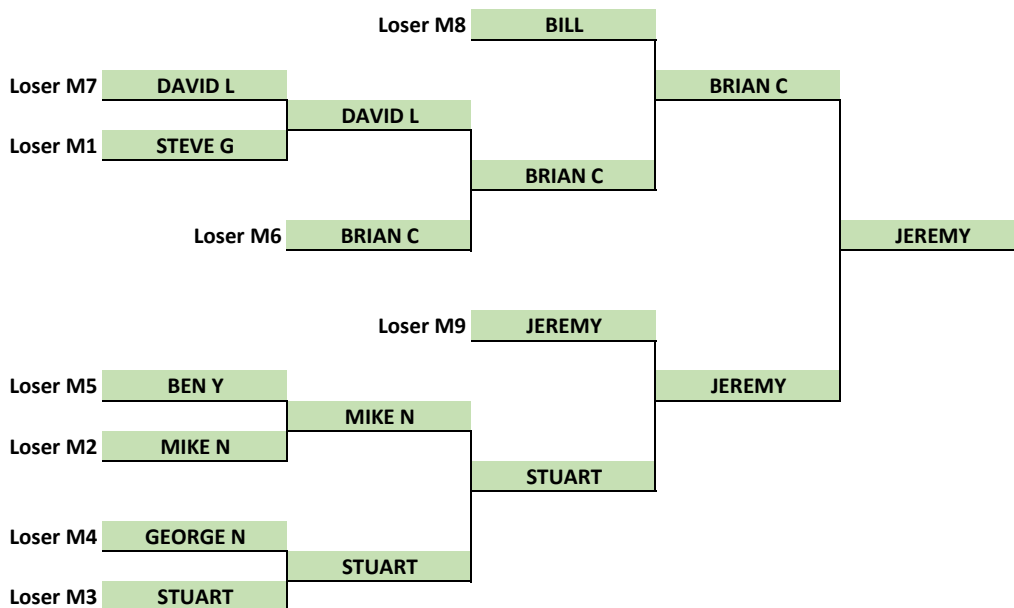 Loser M8 BILL
Loser M7 DAVID L BRIAN C
DAVID L
Loser M1 STEVE G
BRIAN C
Loser M6 BRIAN C JEREMY
Loser M9 JEREMY
Loser M5 BEN Y JEREMY
MIKE N
Loser M2 MIKE N
STUART
Loser M4 GEORGE N
STUART
Loser M3 STUART